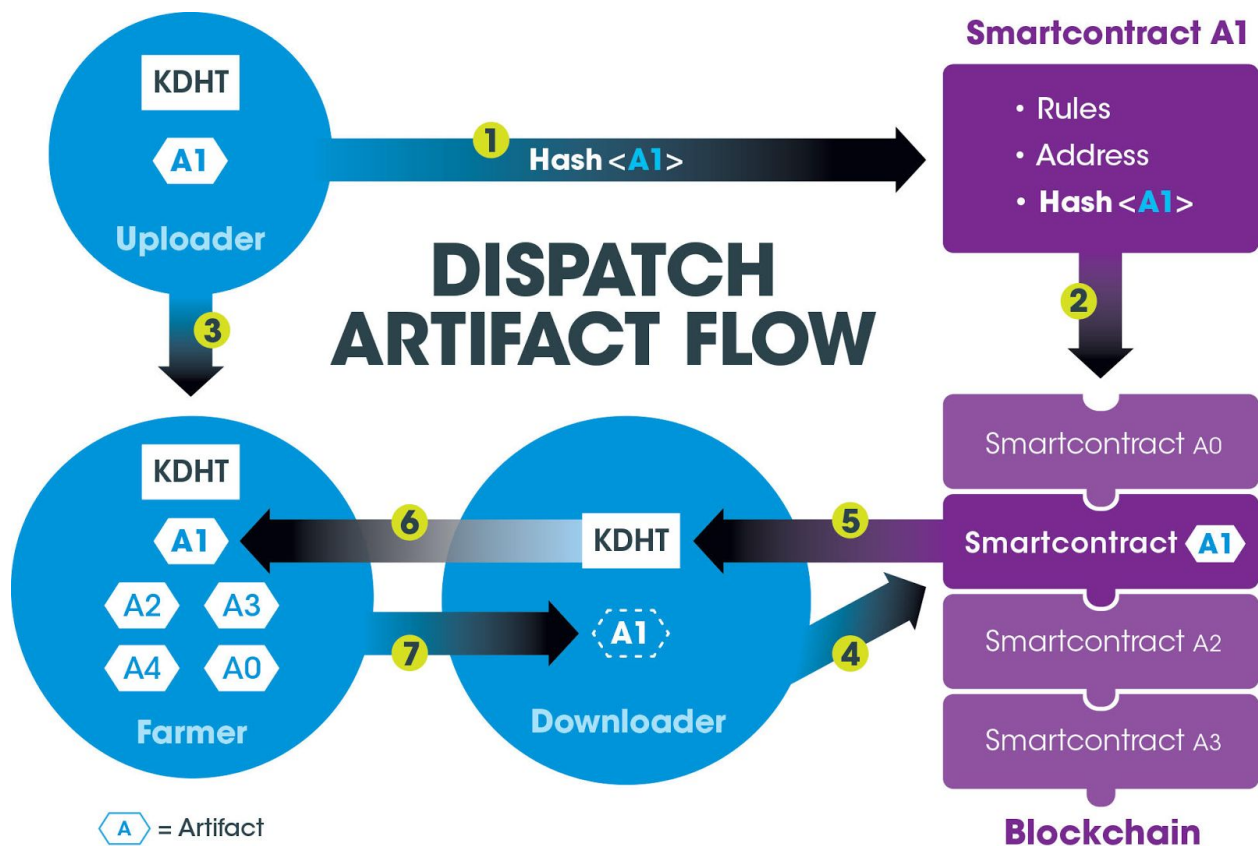 Smartcontract A1
KDHT
A1
Uploader
1
Hash <A1>
• Rules
• Address
• Hash <A1>
DISPATCH
ARTIFACT FLOW
2
3
KDHT
A1
A2
A3
A4
A0
Farmer
6
KDHT
5
7
A1
4
Downloader
Smartcontract A0
Smartcontract A1
Smartcontract A2
Smartcontract A3
Blockchain
A = Artifact